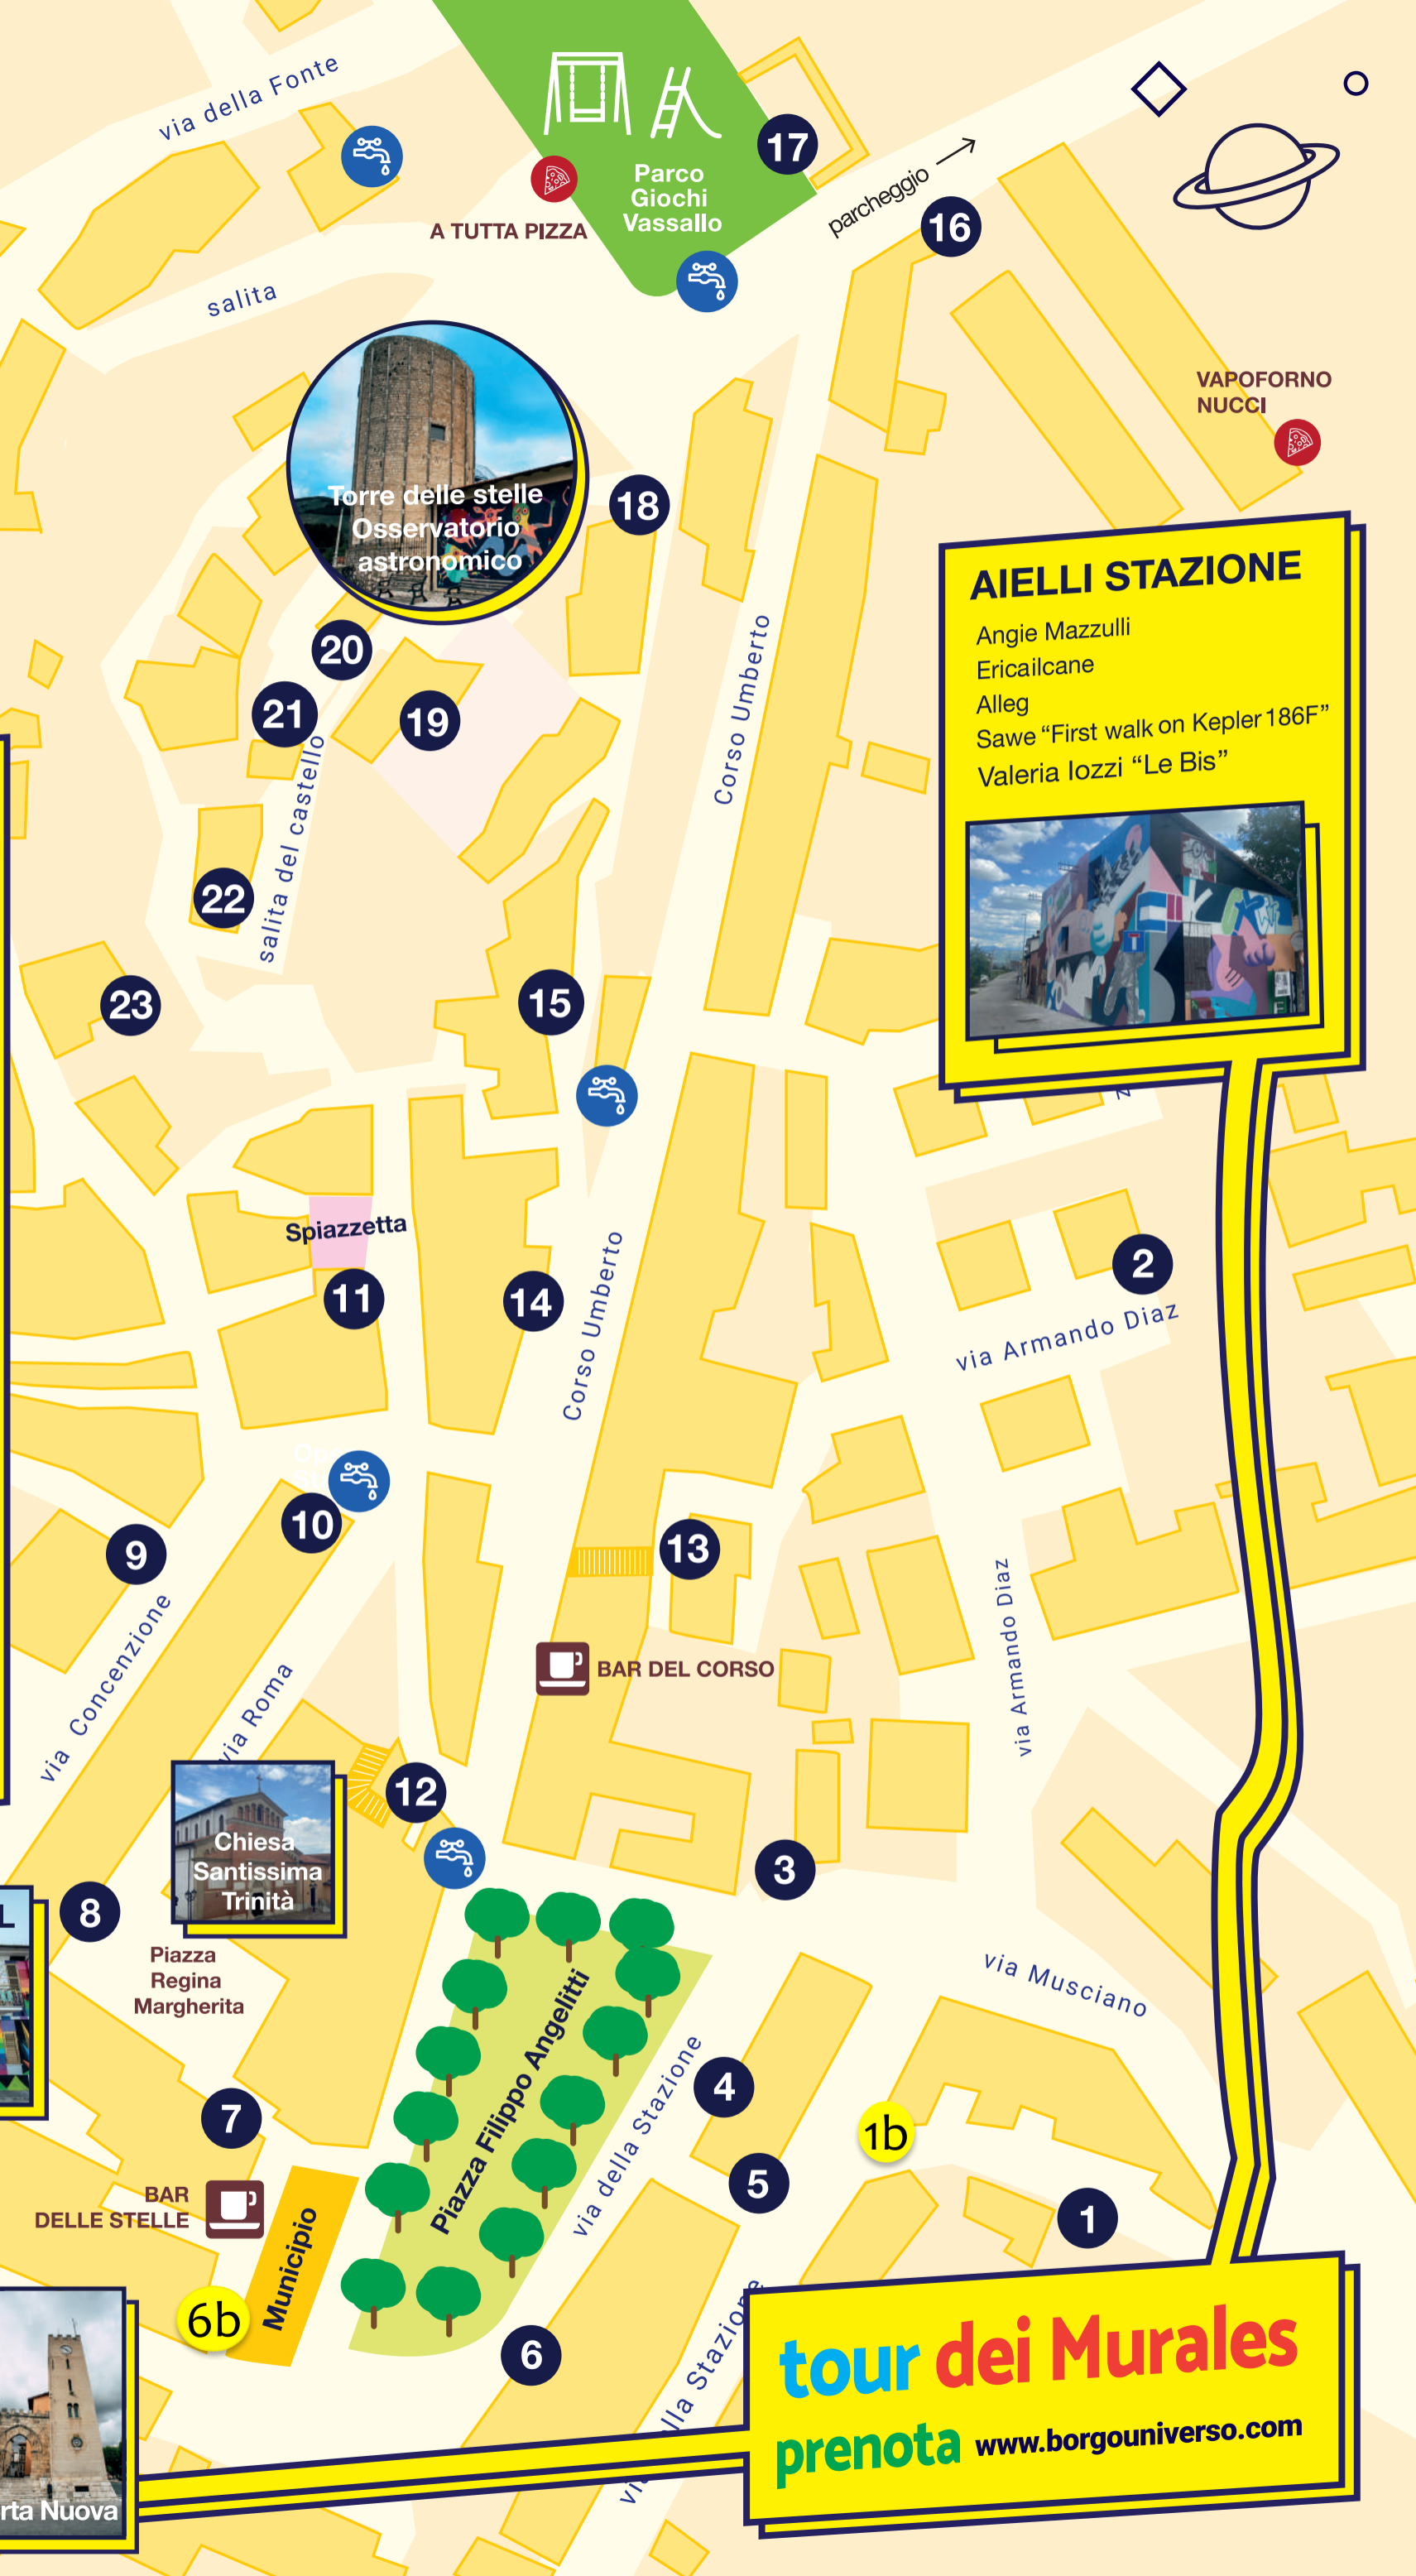 via della Fonte
17
Parco
Giochi
Vassallo
A TUTTA PIZZA
parcheggio
16
salita
VAPOFORNO
NUCCI
Torre delle stelle
Osservatorio
astronomico
18
AIELLI STAZIONE
Angie Mazzulli
Ericailcane
Alleg
Sawe “First walk on Kepler 186F”
Valeria Iozzi “Le Bis”
Corso Umberto
20
21
19
salita del castello
22
23
15
Spiazzetta
11
14
Corso Umberto
2
via Armando Diaz
10
9
13
via Concenzione
via Roma
BAR DEL CORSO
via Armando Diaz
12
Chiesa
Santissima
Trinità
3
8
L
Piazza
Regina
Margherita
via Musciano
Piazza Filippo Angelitti
via della Stazione
4
1b
7
5
1
BAR
DELLE STELLE
Municipio
6b
6
tour dei Murales
prenota www.borgouniverso.com
rta Nuova